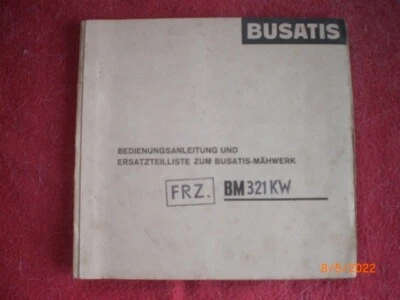 BUSATIS
BEDIENUNGSANLEITUNG UND
ERSATZTEILLISTE ZUM BUSATIS-MÄHWERK
FRZ. BM 321 KW
8/5/2022